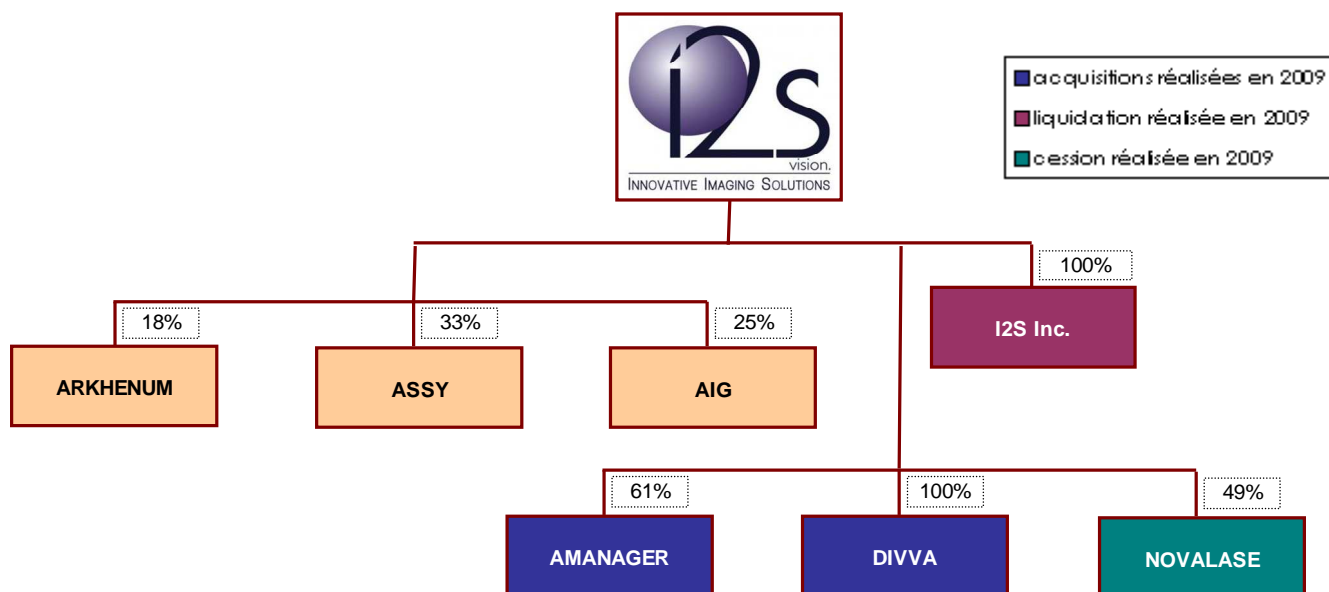 i2S
vision.
INNOVATIVE IMAGING SOLUTIONS
acquisitions réalisées en 2009
liquidation réalisée en 2009
cession réalisée en 2009
100%
I2S Inc.
18%
33%
25%
ARKHENUM
ASSY
AIG
61%
100%
49%
AMANAGER
DIVVA
NOVALASE